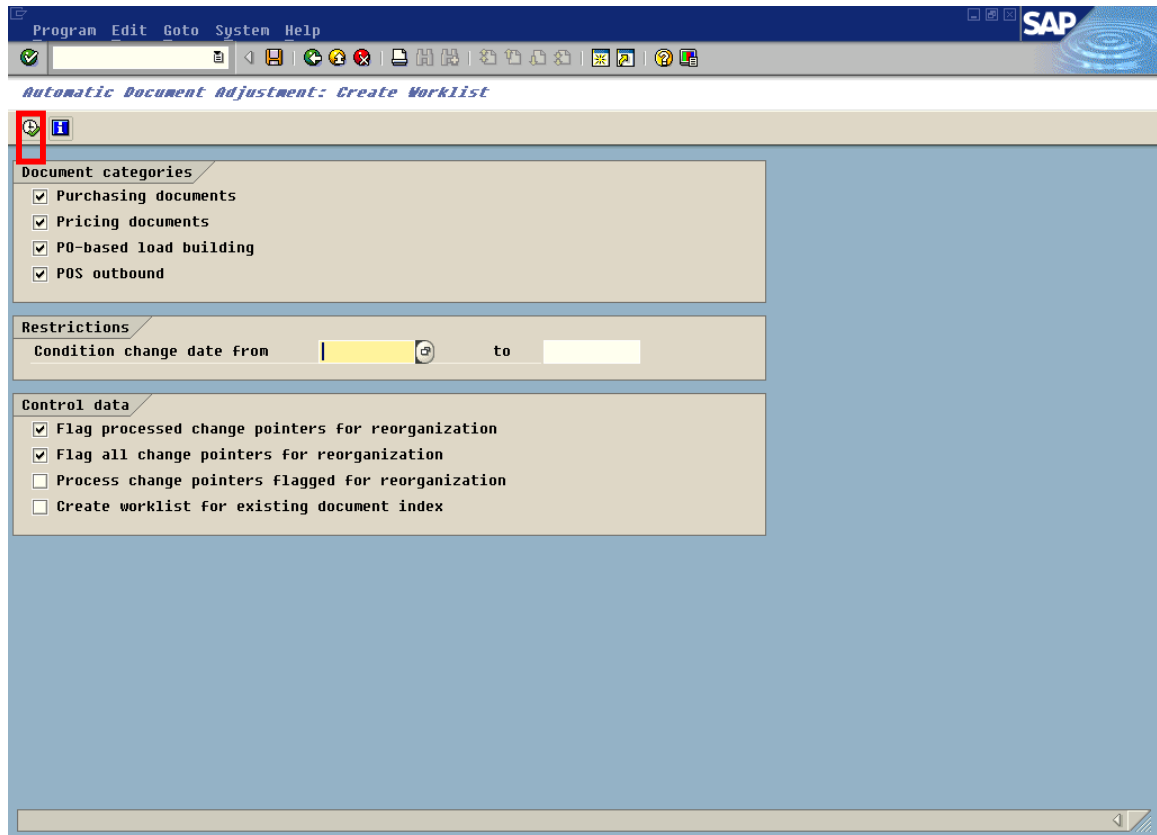 Program Edit Goto System Help
SAP
Automatic Document Adjustment: Create Worklist
Document categories
Purchasing documents
Pricing documents
PO-based load building
POS outbound
Restrictions
Condition change date from to
Control data
Flag processed change pointers for reorganization
Flag all change pointers for reorganization
Process change pointers flagged for reorganization
Create worklist for existing document index